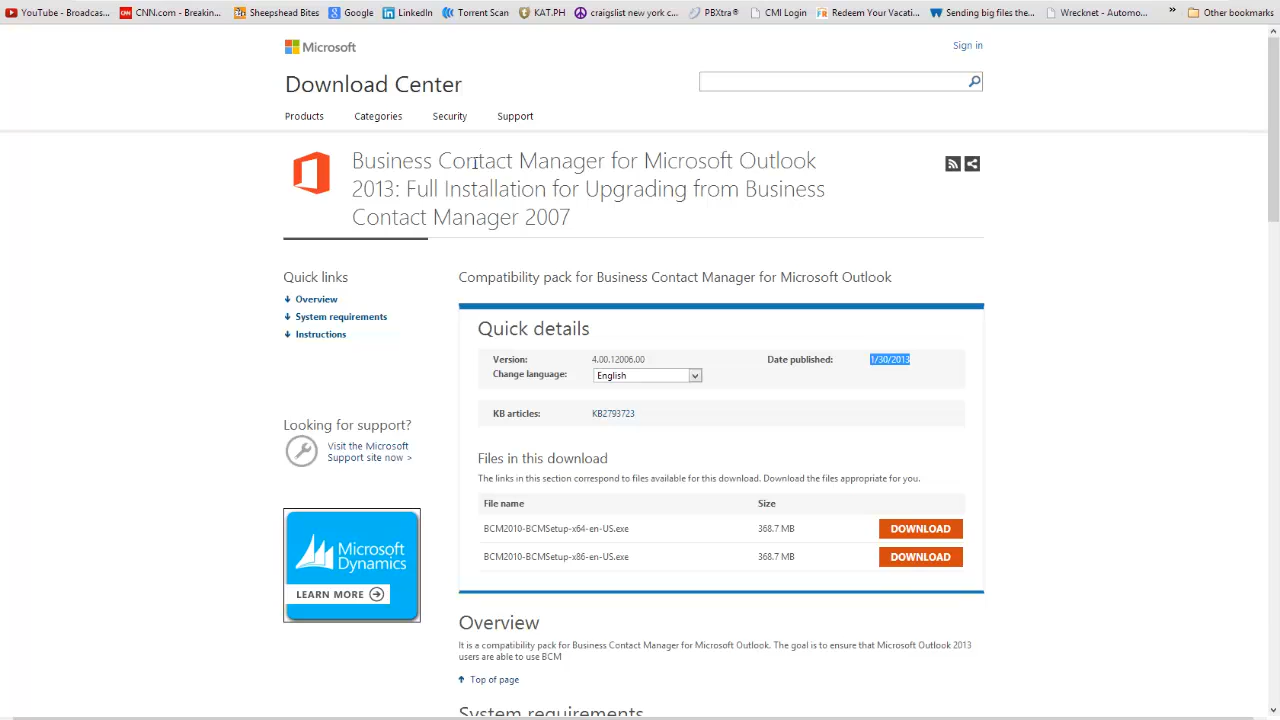 YouTube - Broadcas... CNN.com - Breakin... Sheepshead Bites Google LinkedIn Torrent Scan KAT.PH craigslist new york c... PBXtra® CMI Login Redeem Your Vacati... Sending big files the... Wrecknet - Automo... » Other bookmarks
Microsoft
Sign in
Download Center
Products Categories Security Support
Business Contact Manager for Microsoft Outlook
2013: Full Installation for Upgrading from Business
Contact Manager 2007
Quick links
Overview
System requirements
Instructions
Looking for support?
Visit the Microsoft
Support site now >
Microsoft
Dynamics
LEARN MORE
Compatibility pack for Business Contact Manager for Microsoft Outlook
Quick details
Version: 4.00.12006.00 Date published: 1/30/2013
Change language: English
KB articles: KB2793723
Files in this download
The links in this section correspond to files available for this download. Download the files appropriate for you.
File name Size
BCM2010-BCMSetup-x64-en-US.exe 368.7 MB DOWNLOAD
BCM2010-BCMSetup-x86-en-US.exe 368.7 MB DOWNLOAD
Overview
It is a compatibility pack for Business Contact Manager for Microsoft Outlook. The goal is to ensure that Microsoft Outlook 2013
users are able to use BCM
Top of page
System requirements